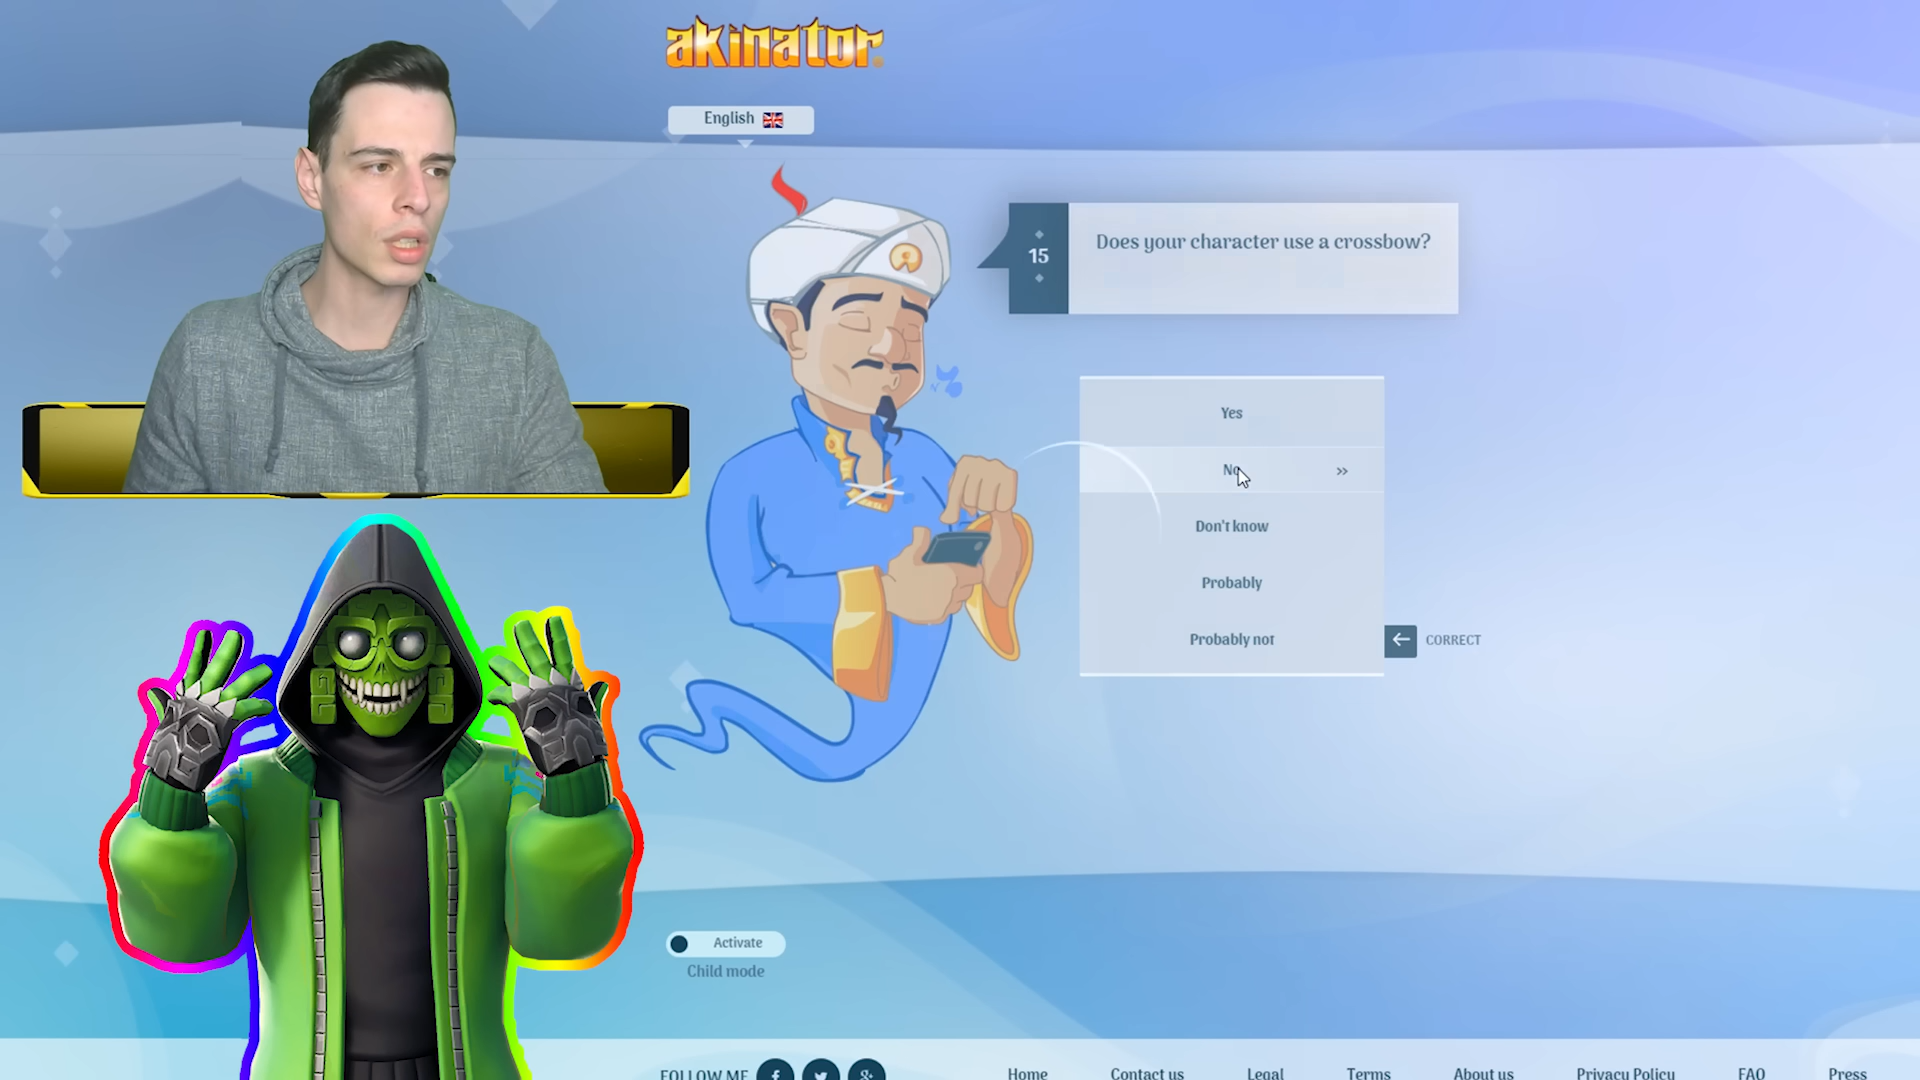 akinator
English
15
Does your character use a crossbow?
Yes
No
Don't know
Probably
Probably not
CORRECT
Activate
Child mode
FOLLOW ME
Home
Contact us
Legal
Terms
About us
Privacy Policy
FAQ
Press